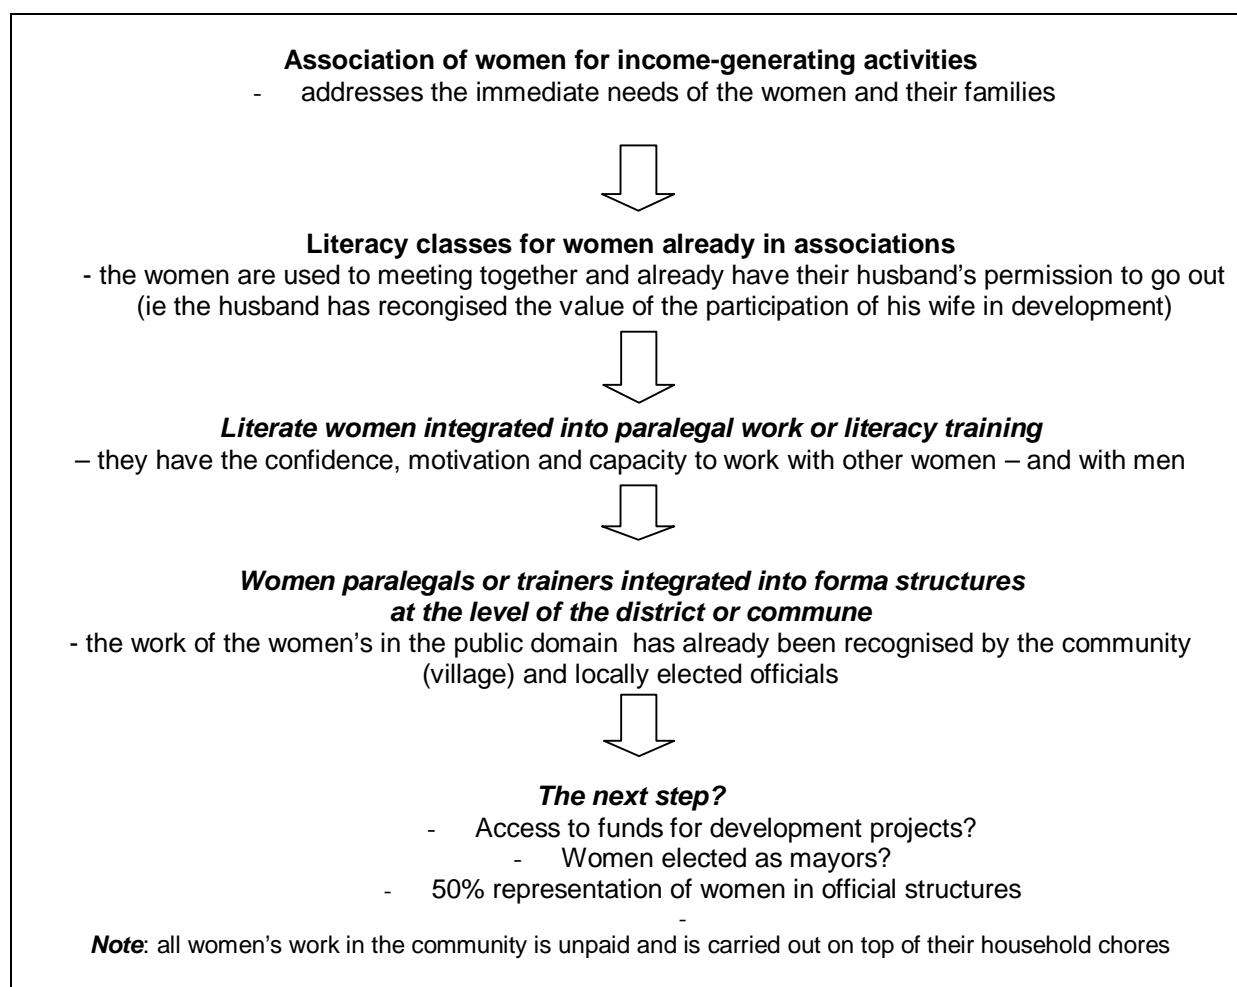 Association of women for income-generating activities
- addresses the immediate needs of the women and their families
Literacy classes for women already in associations
- the women are used to meeting together and already have their husband's permission to go out
(ie the husband has recongised the value of the participation of his wife in development)
Literate women integrated into paralegal work or literacy training
– they have the confidence, motivation and capacity to work with other women – and with men
Women paralegals or trainers integrated into forma structures
at the level of the district or commune
- the work of the women's in the public domain has already been recognised by the community
(village) and locally elected officials
The next step?
- Access to funds for development projects?
- Women elected as mayors?
- 50% representation of women in official structures
-
Note: all women's work in the community is unpaid and is carried out on top of their household chores